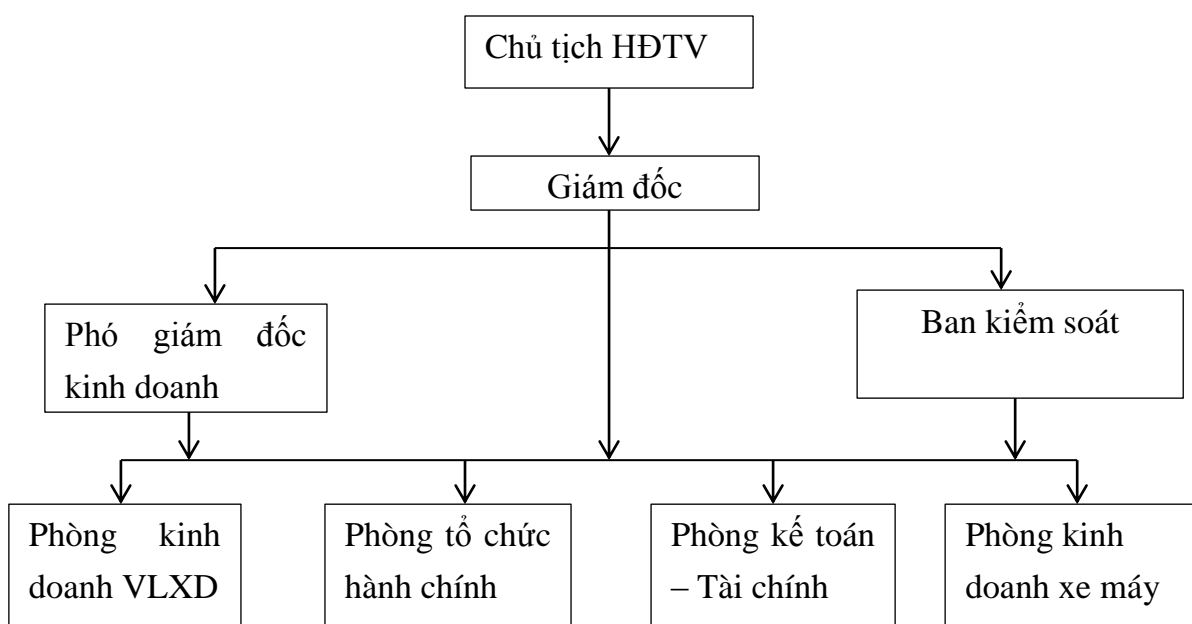 Chủ tịch HĐTV
Giám đốc
Phó giám đốc
kinh doanh
Ban kiểm soát
Phòng kinh
doanh VLXD
Phòng tổ chức
hành chính
Phòng kế toán
– Tài chính
Phòng kinh
doanh xe máy